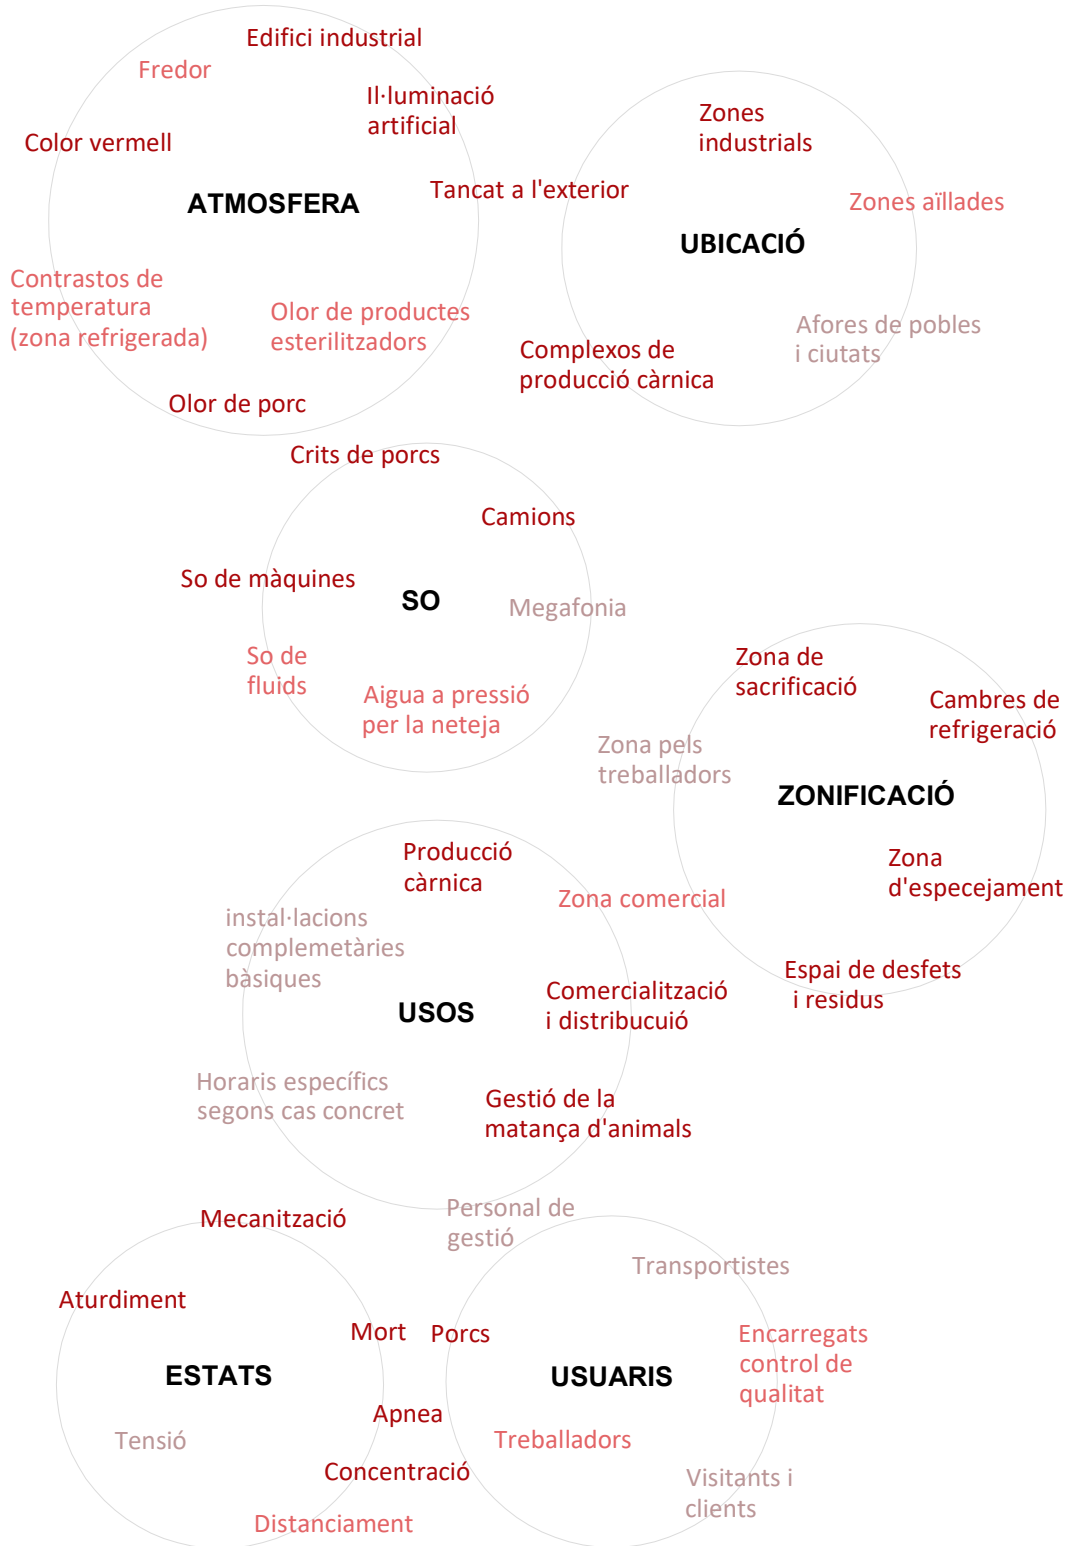 Edifici industrial
Fredor
Il·luminació
artificial
Color vermell
Tancat a l'exterior
ATMOSFERA
Contrastos de
temperatura
(zona refrigerada)
Olor de productes
esterilitzadors
Olor de porc
Zones
industrials
Zones aïllades
UBICACIÓ
Afores de pobles
i ciutats
Complexos de
producció càrnica
Crits de porcs
Camions
So de màquines
SO
Megafonia
So de
fluids
Aigua a pressió
per la neteja
Zona de
sacrificació
Cambres de
refrigeració
Zona pels
treballadors
ZONIFICACIÓ
Zona
d'especejament
Espai de desfets
i residus
Producció
càrnica
Zona comercial
instal·lacions
complemetàries
bàsiques
Comercialització
i distribucuió
USOS
Horaris específics
segons cas concret
Gestió de la
matança d'animals
Mecanització
Aturdiment
Mort
ESTATS
Apnea
Tensió
Concentració
Distanciament
Personal de
gestió
Transportistes
Porcs
Encarregats
control de
qualitat
USUARIS
Treballadors
Visitants i
clients